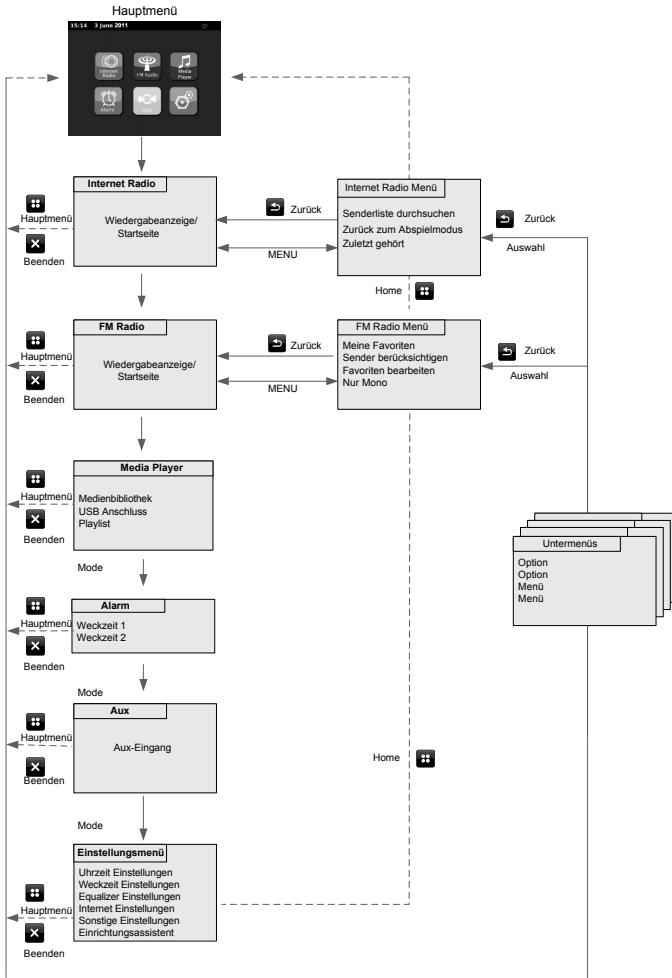 Hauptmenü
15:14 3 June 2011
Internet Radio
FM Radio
Media Player
Alarm
AUX
Internet Radio
Wiedergabeanzeige/
Startseite
Hauptmenü
Beenden
Zurück
MENU
Internet Radio Menü
Senderliste durchsuchen
Zurück zum Abspielmodus
Zuletzt gehört
Zurück
Auswahl
Home
FM Radio
Wiedergabeanzeige/
Startseite
Hauptmenü
Beenden
Zurück
MENU
FM Radio Menü
Meine Favoriten
Sender berücksichtigen
Favoriten bearbeiten
Nur Mono
Zurück
Auswahl
Media Player
Medienbibliothek
USB Anschluss
Playlist
Hauptmenü
Beenden
Mode
Untermenüs
Option
Option
Menü
Menü
Alarm
Weckzeit 1
Weckzeit 2
Hauptmenü
Beenden
Mode
Aux
Aux-Eingang
Hauptmenü
Beenden
Home
Mode
Einstellungsmenü
Uhrzeit Einstellungen
Weckzeit Einstellungen
Equalizer Einstellungen
Internet Einstellungen
Sonstige Einstellungen
Einrichtungsassistent
Hauptmenü
Beenden